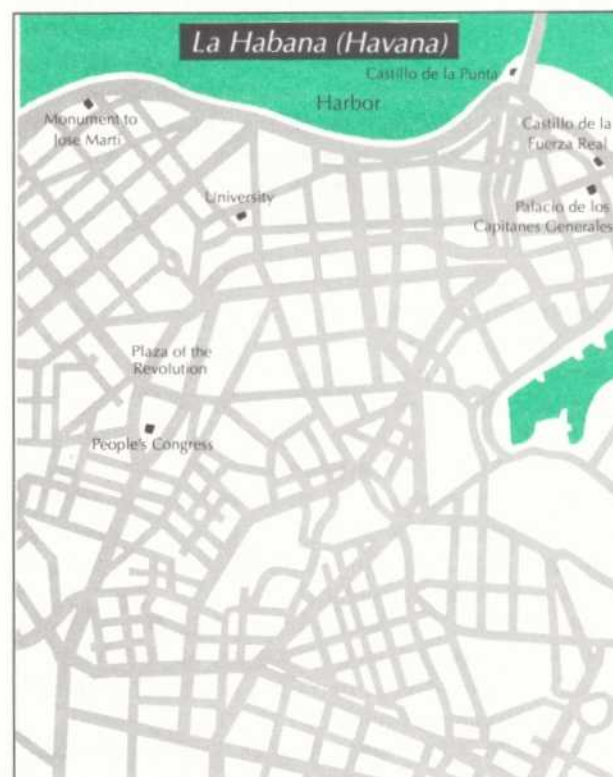 La Habana (Havana)
Castillo de la Punta
Harbor
Monument to
Jose Marti
Castillo de la
Fuerza Real
University
Palacio de los
Capitanes Generales
Plaza of the
Revolution
People's Congress